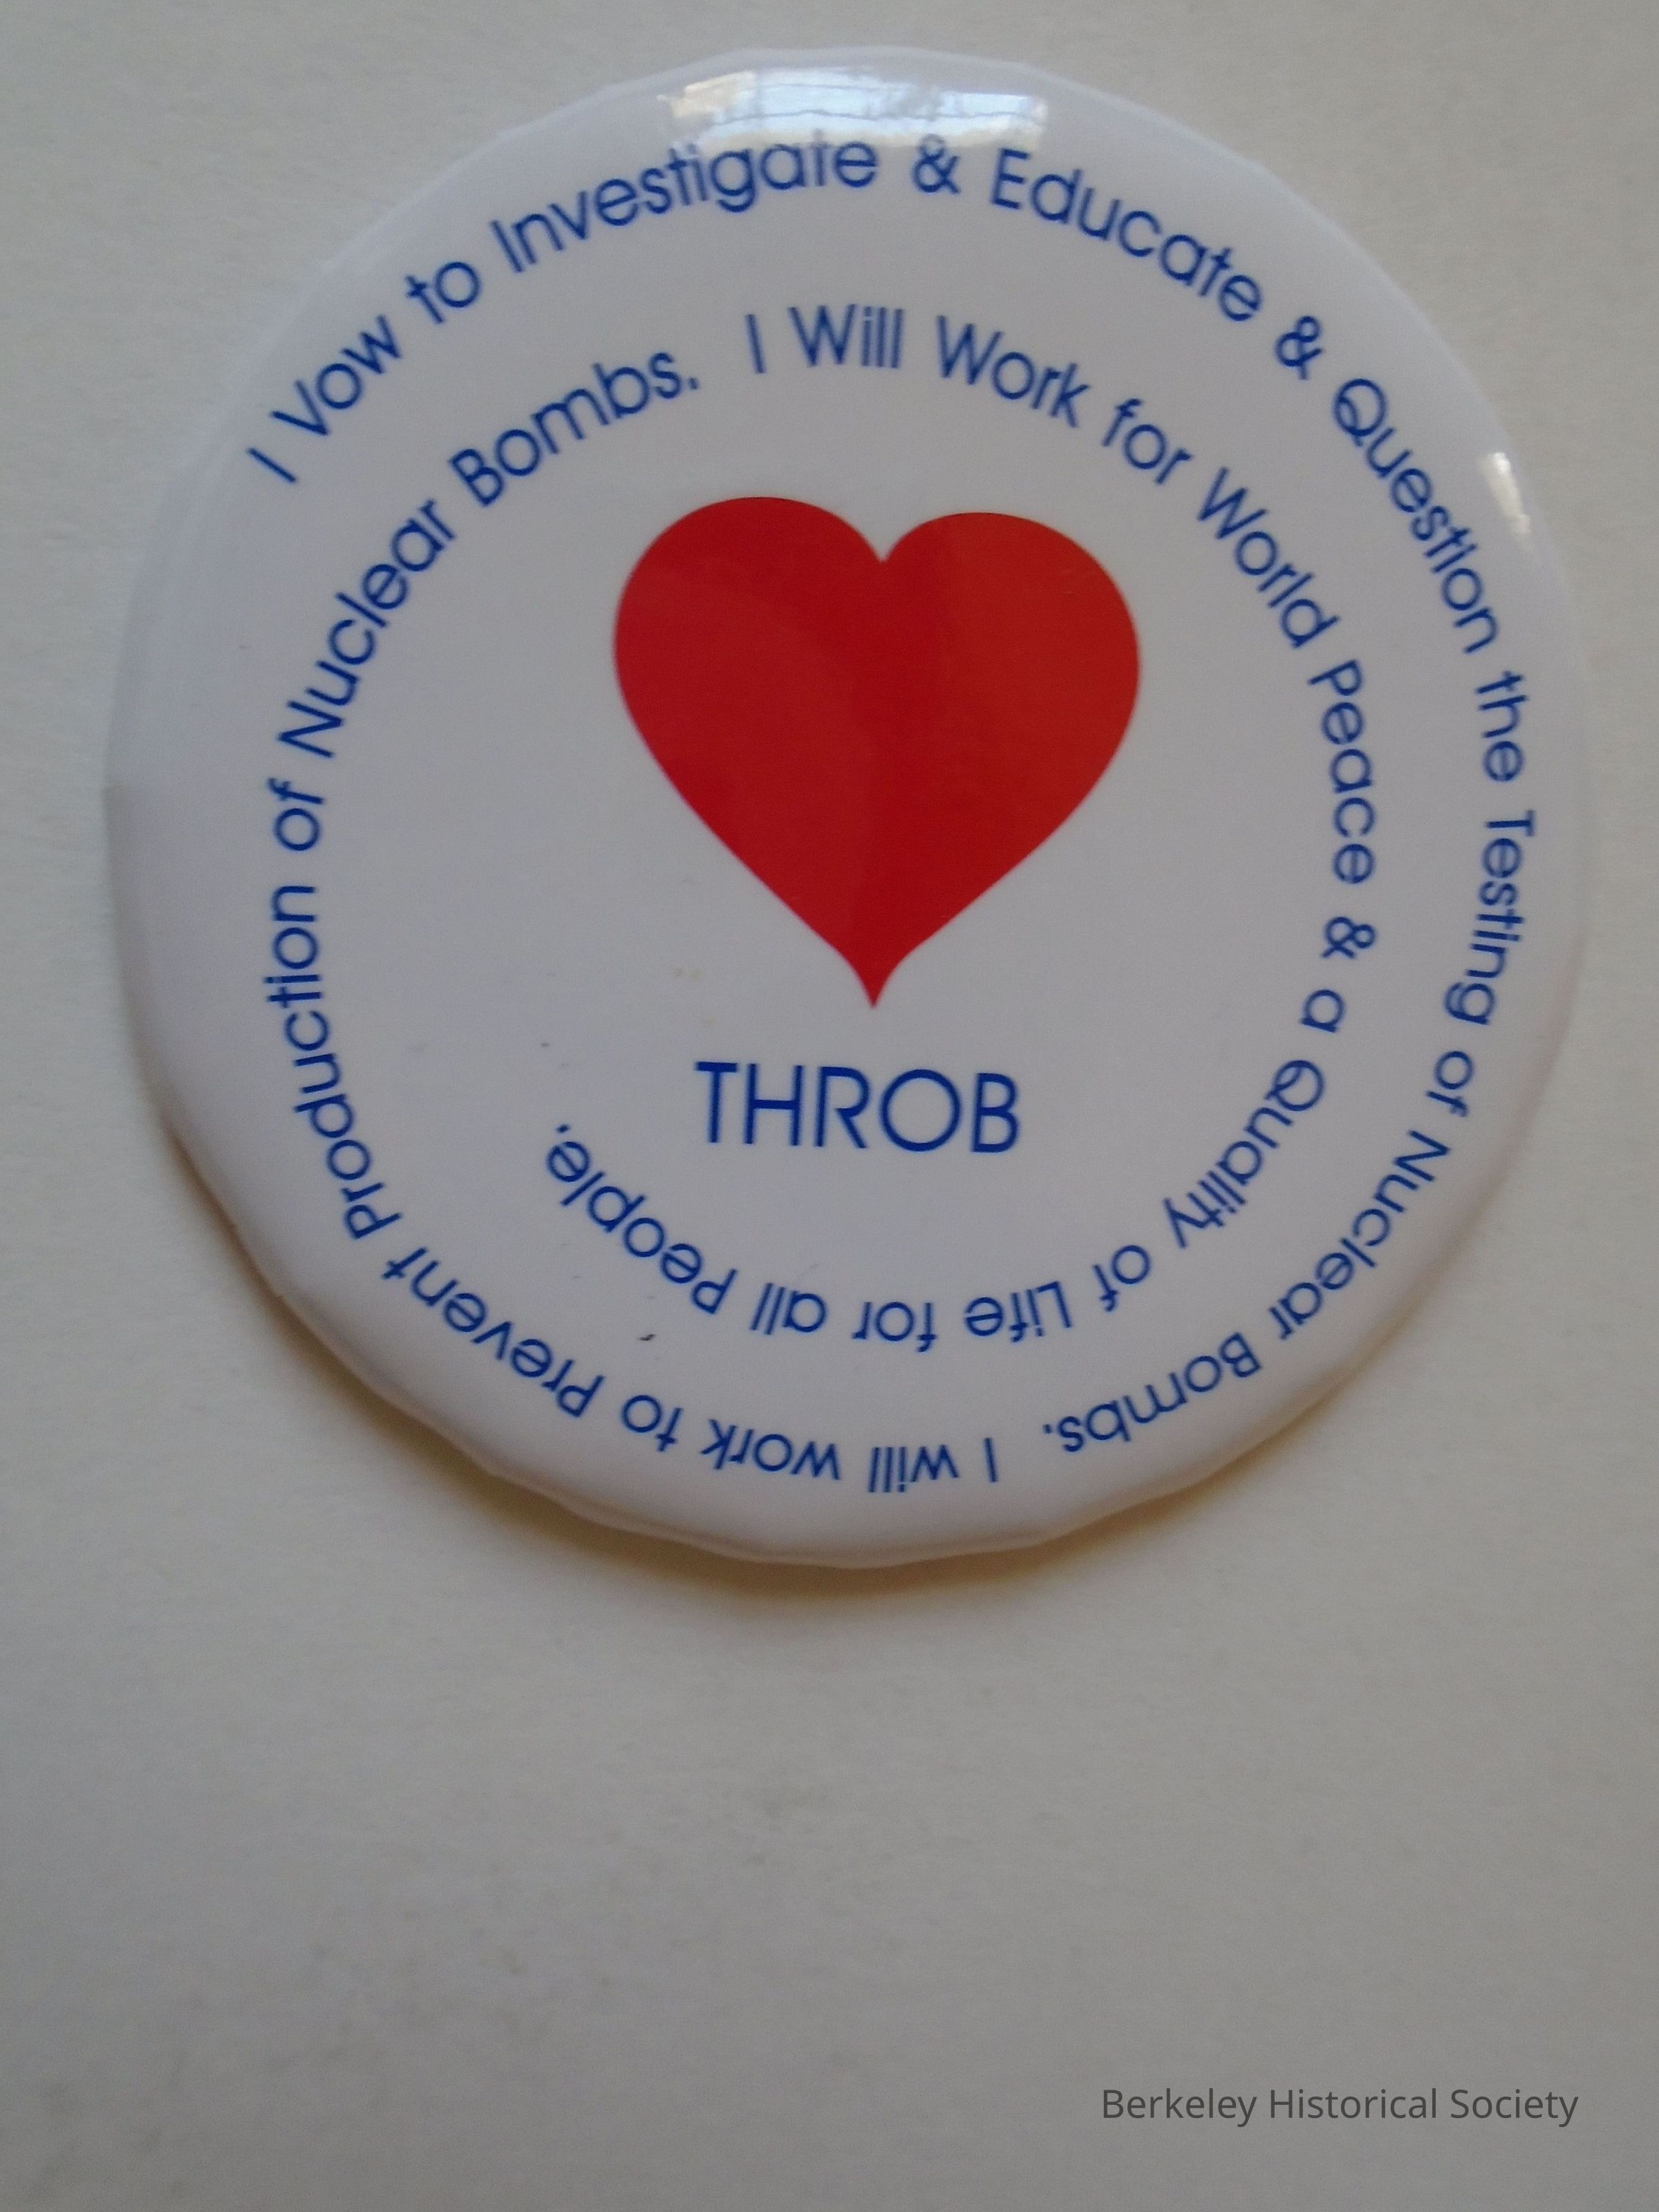 I Vow to Investigate & Educate & Question the Testing of Nuclear Bombs. I will work to Prevent Production of Nuclear Bombs. I Will Work for World Peace & a Quality of Life for all People.
THROB
Berkeley Historical Society